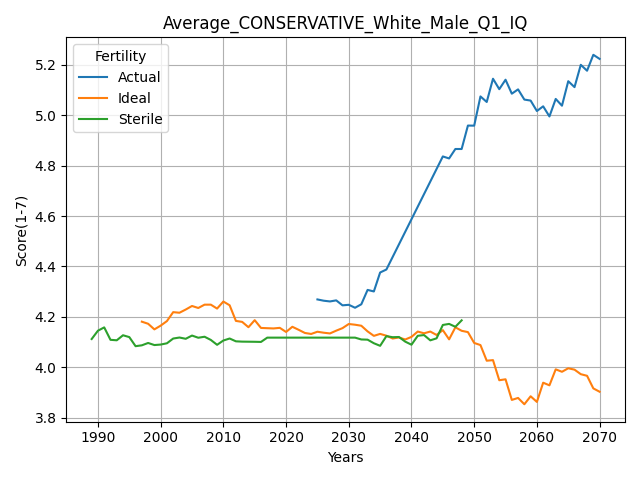 Average_CONSERVATIVE_White_Male_Q1_IQ
Fertility
Actual
Ideal
Sterile
Score(1-7)
5.2
5.0
4.8
4.6
4.4
4.2
4.0
3.8
1990 2000 2010 2020 2030 2040 2050 2060 2070
Years